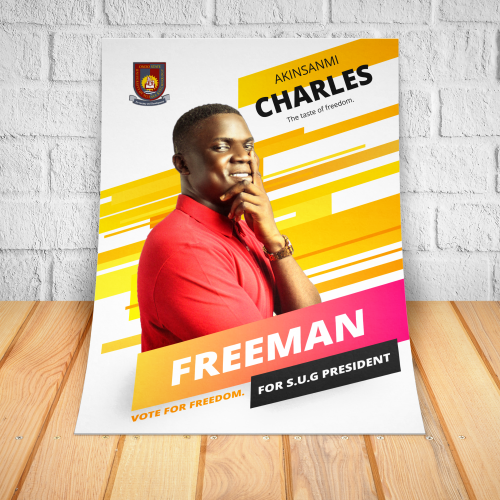 AKINSANMI
CHARLES
The taste of freedom.
FREEMAN
FOR S.U.G PRESIDENT
VOTE FOR FREEDOM.